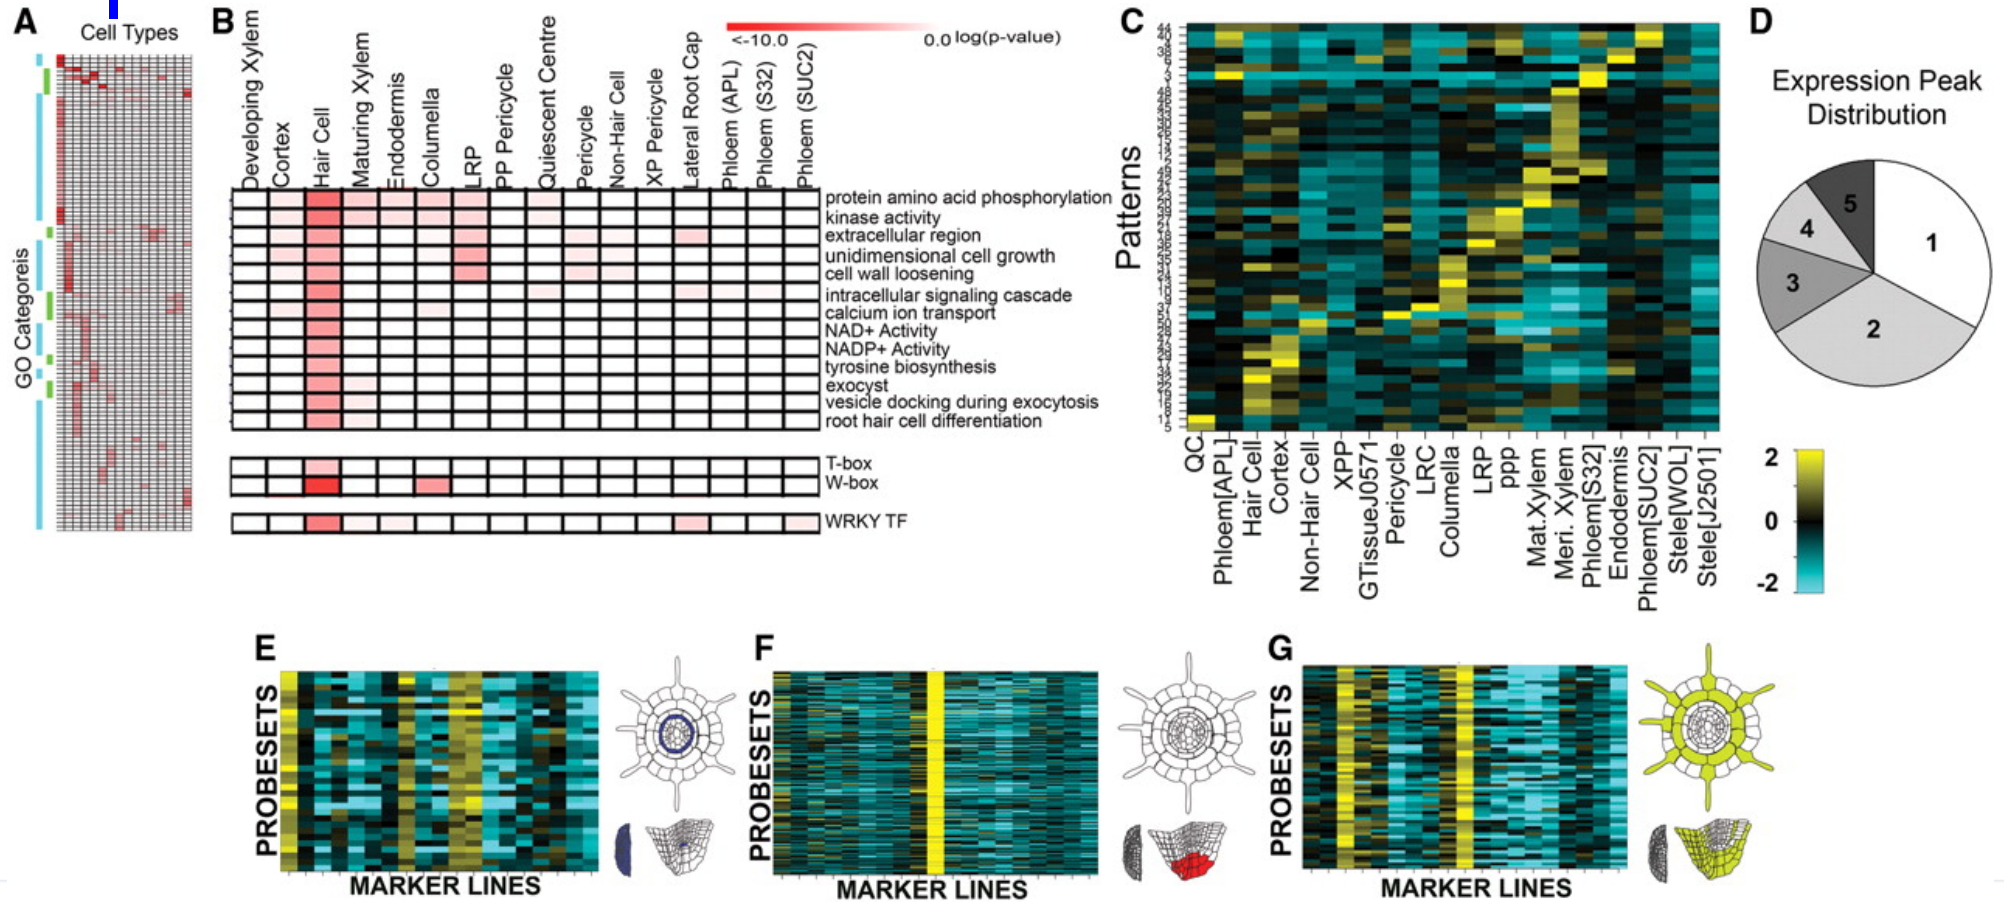 A
Cell Types
GO Categoreis
B
<-10.0
0.0 log(p-value)
Developing Xylem
Cortex
Hair Cell
Maturing Xylem
Endodermis
Columella
LRP
PP Pericycle
Quiescent Centre
Pericycle
Non-Hair Cell
XP Pericycle
Lateral Root Cap
Phloem (APL)
Phloem (S32)
Phloem (SUC2)
protein amino acid phosphorylation
kinase activity
extracellular region
unidimensional cell growth
cell wall loosening
intracellular signaling cascade
calcium ion transport
NAD+ Activity
NADP+ Activity
tyrosine biosynthesis
exocyst
vesicle docking during exocytosis
root hair cell differentiation
T-box
W-box
WRKY TF
C
Patterns
QC
Phloem[APL]
Hair Cell
Cortex
Non-Hair Cell
XPP
GTissueJ0571
Pericycle
LRC
Columella
LRP
ppp
Mat.Xylem
Meri. Xylem
Phloem[S32]
Endodermis
Phloem[SUC2]
Stele[WOL]
Stele[J2501]
D
Expression Peak
Distribution
1
2
3
4
5
2
0
-2
E
PROBESETS
MARKER LINES
F
PROBESETS
MARKER LINES
G
PROBESETS
MARKER LINES